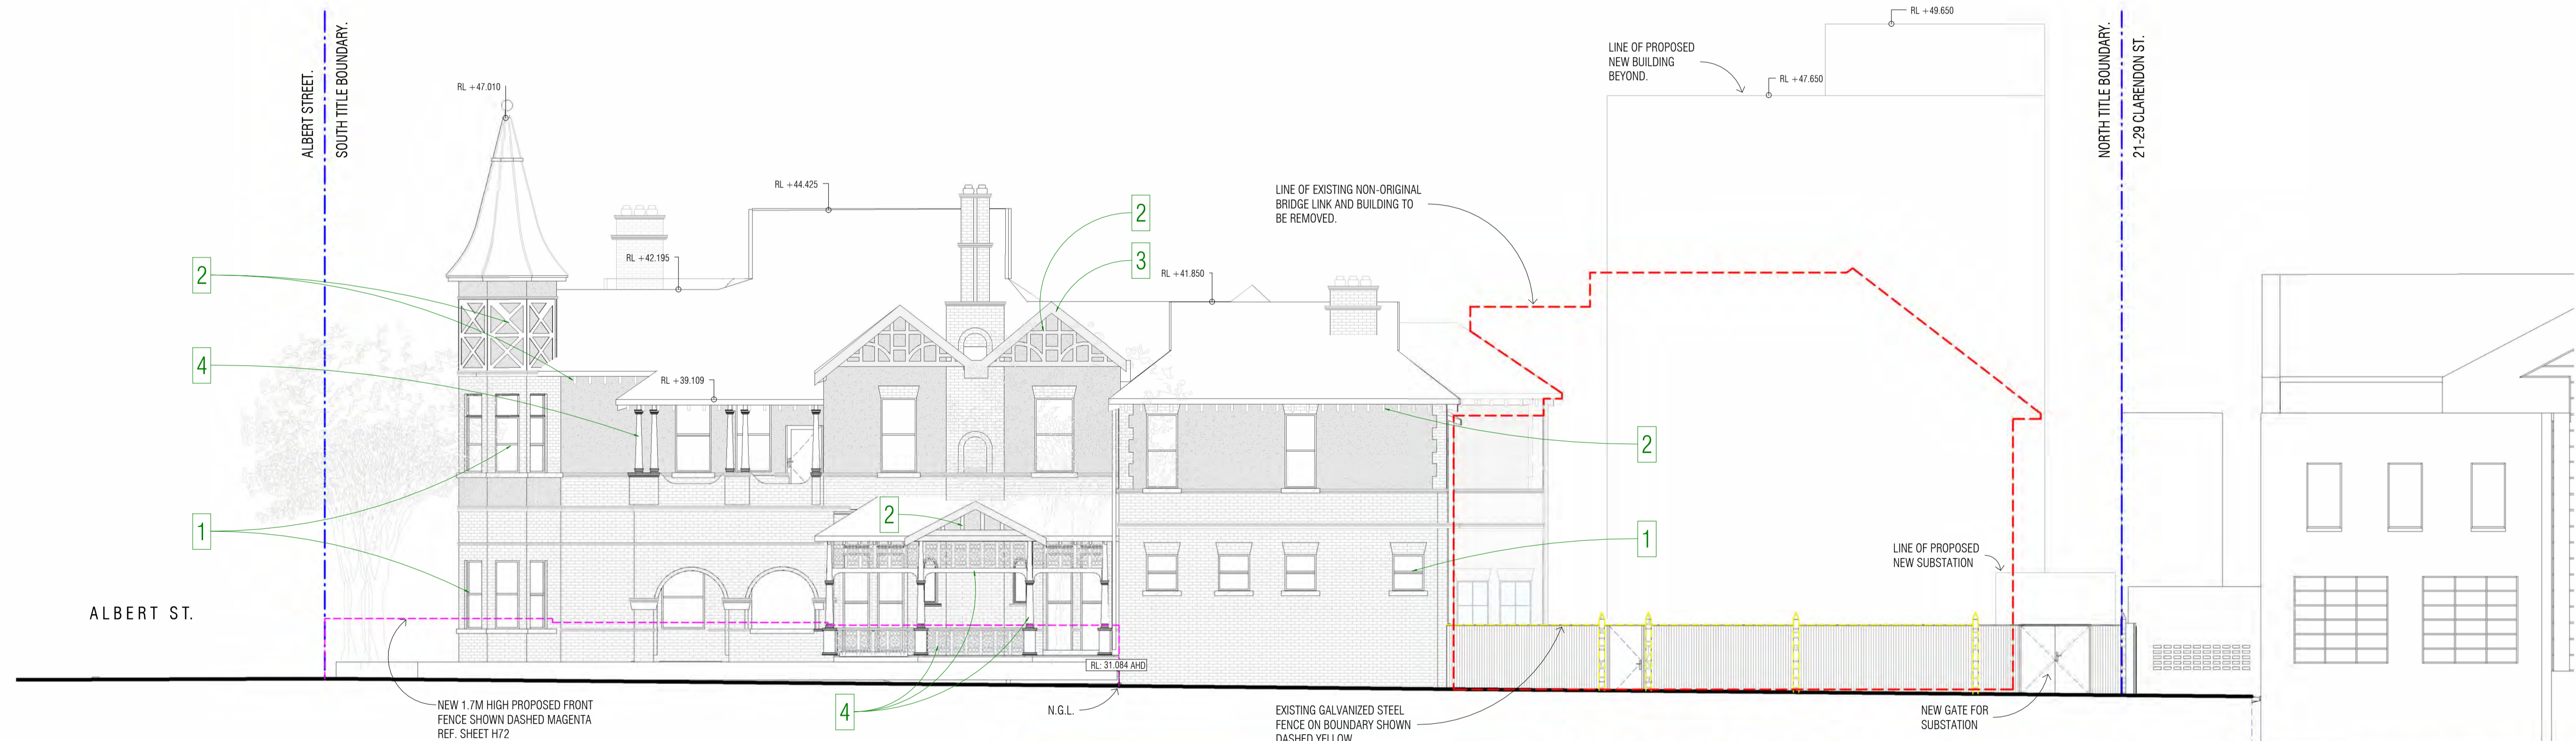 ALBERT STREET.
SOUTH TITLE BOUNDARY.
RL +47.010
RL +44.425
RL +42.195
RL +39.109
RL +41.850
2
4
1
2
3
2
2
1
4
LINE OF EXISTING NON-ORIGINAL
BRIDGE LINK AND BUILDING TO
BE REMOVED.
LINE OF PROPOSED
NEW BUILDING
BEYOND.
RL +49.650
RL +47.650
NORTH TITLE BOUNDARY.
21-29 CLARENDON ST.
LINE OF PROPOSED
NEW SUBSTATION
ALBERT ST.
RL: 31.084 AHD
NEW 1.7M HIGH PROPOSED FRONT
FENCE SHOWN DASHED MAGENTA
REF. SHEET H72
N.G.L.
EXISTING GALVANIZED STEEL
FENCE ON BOUNDARY SHOWN
DASHED YELLOW
NEW GATE FOR
SUBSTATION